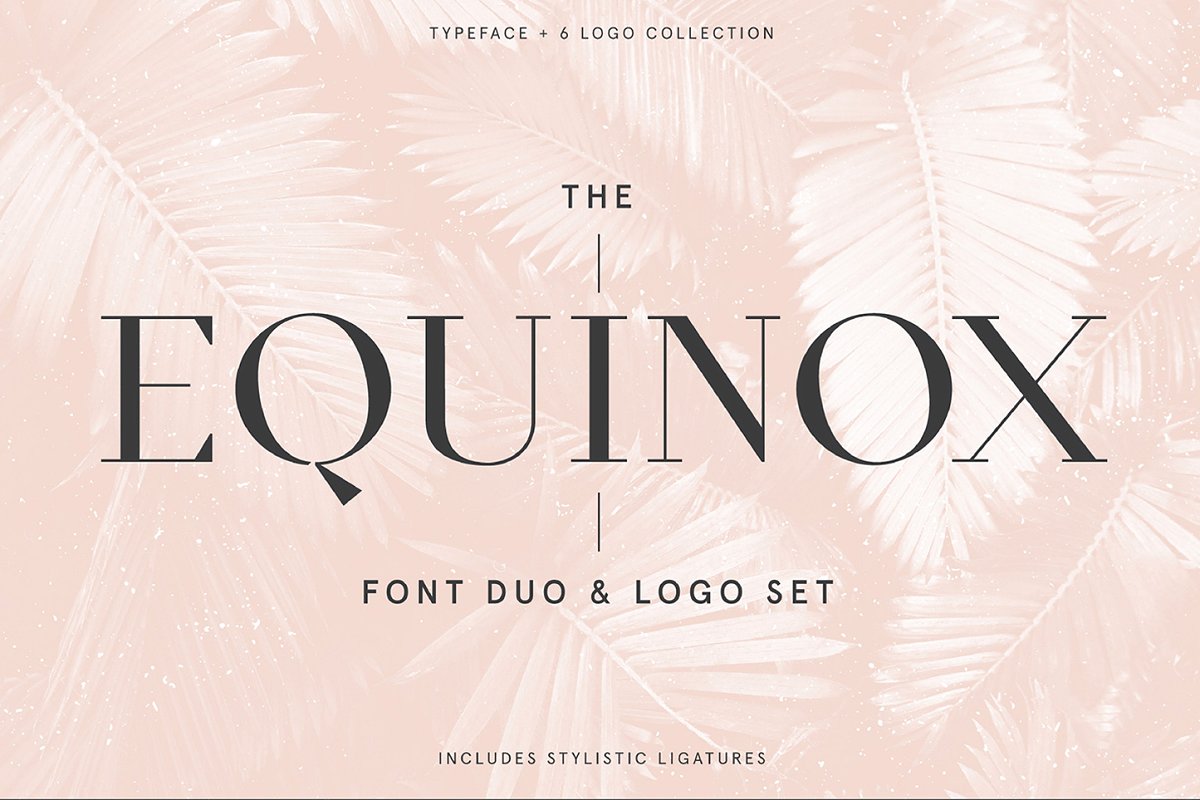 TYPEFACE + 6 LOGO COLLECTION
THE
EQUINOX
FONT DUO & LOGO SET
INCLUDES STYLISTIC LIGATURES